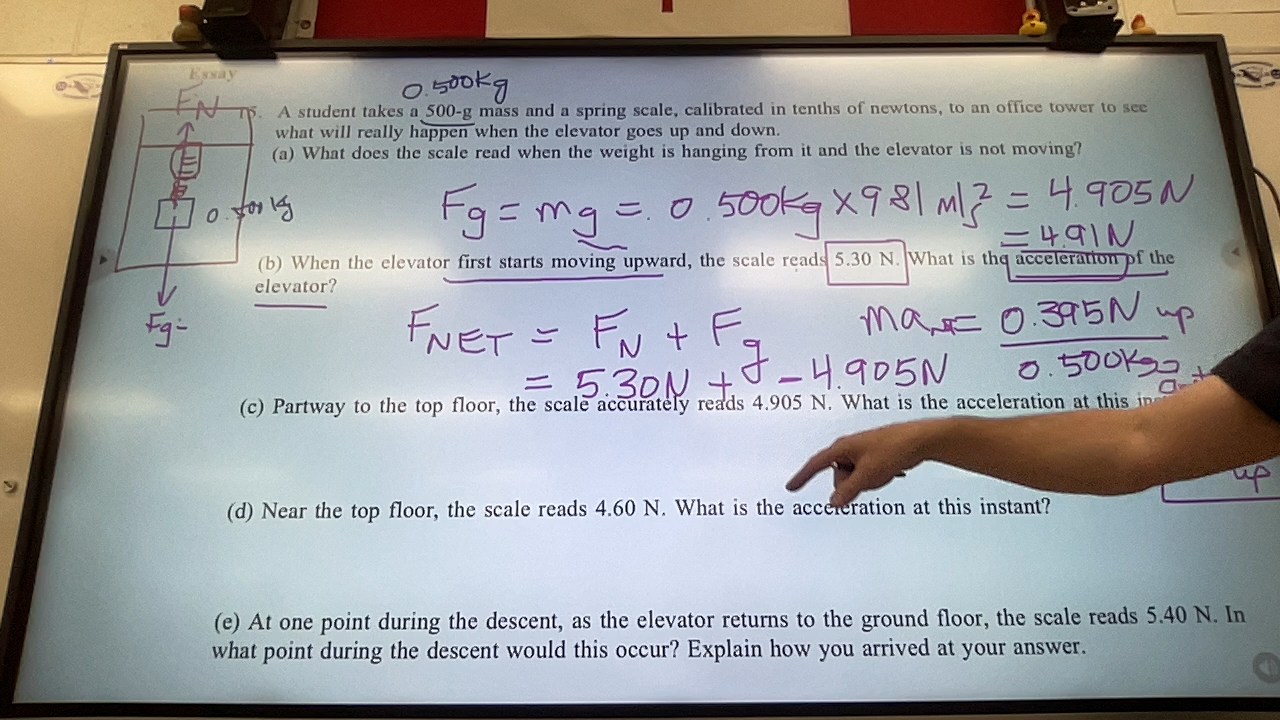 Essay
0.500kg
FN
15. A student takes a 500-g mass and a spring scale, calibrated in tenths of newtons, to an office tower to see
what will really happen when the elevator goes up and down.
(a) What does the scale read when the weight is hanging from it and the elevator is not moving?
Fg = mg = 0.500kg x 9.81 m/s² = 4.905N
= 4.91N
0.500kg
(b) When the elevator first starts moving upward, the scale reads 5.30 N. What is the acceleration of the
elevator?
Fg=
FNET = FN + Fg
= 5.30N + -4.905N
ma = 0.395N up
0.500kg
(c) Partway to the top floor, the scale accurately reads 4.905 N. What is the acceleration at this
up
(d) Near the top floor, the scale reads 4.60 N. What is the acceleration at this instant?
(e) At one point during the descent, as the elevator returns to the ground floor, the scale reads 5.40 N. In
what point during the descent would this occur? Explain how you arrived at your answer.